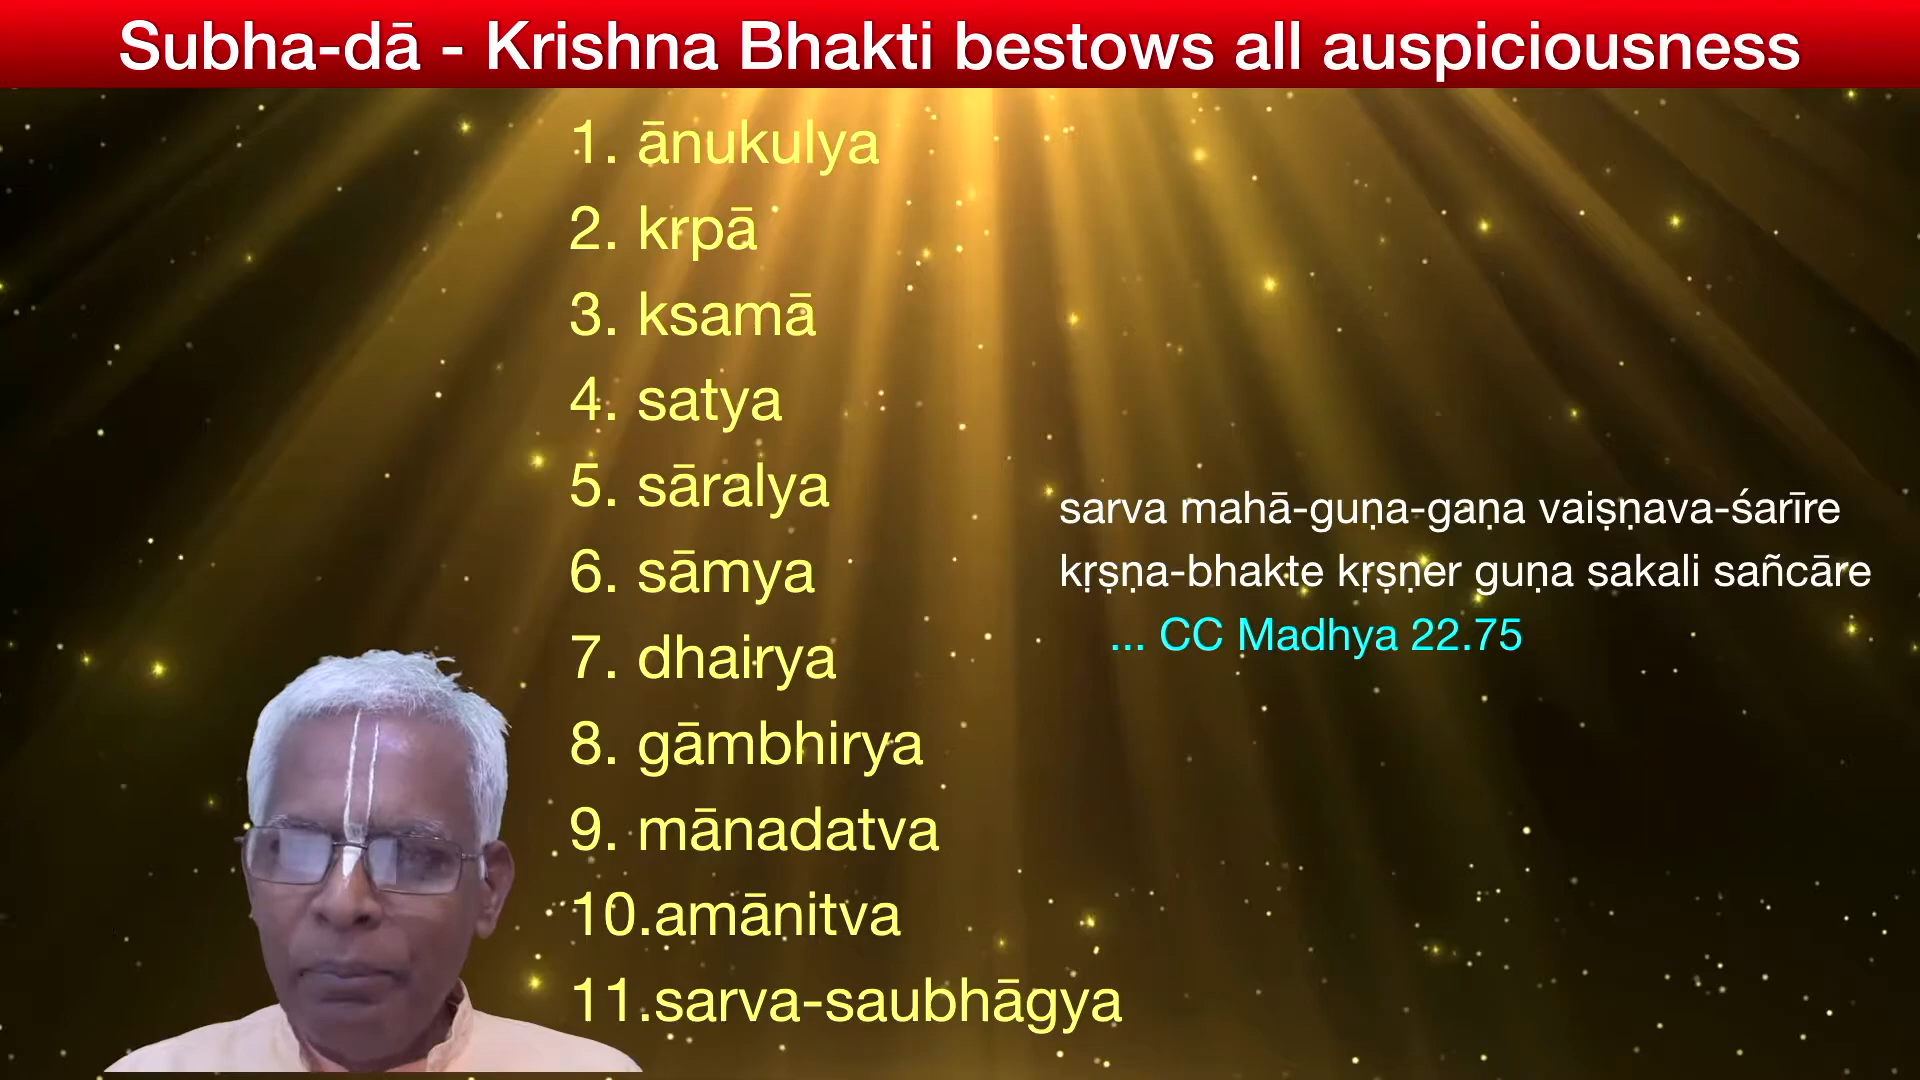 Subha-dā - Krishna Bhakti bestows all auspiciousness
1. ānukulya
2. krpā
3. ksamā
4. satya
5. sāralya
6. sāmya
7. dhairya
8. gāmbhirya
9. mānadatva
10.amānitva
11.sarva-saubhāgya
sarva mahā-guṇa-gaṇa vaiṣṇava-śarīre
kṛṣṇa-bhakte kṛṣṇer guṇa sakali sañcāre
... CC Madhya 22.75